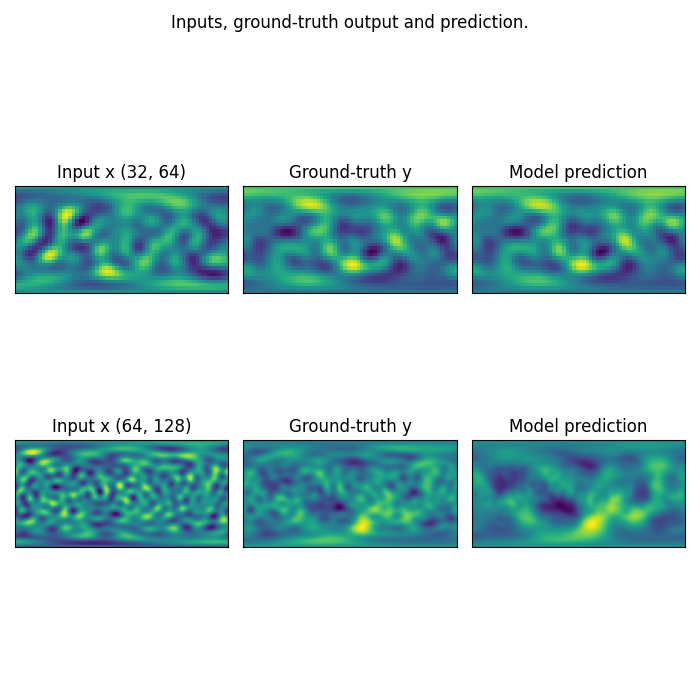 Inputs, ground-truth output and prediction.
Input x (32, 64)
Ground-truth y
Model prediction
Input x (64, 128)
Ground-truth y
Model prediction